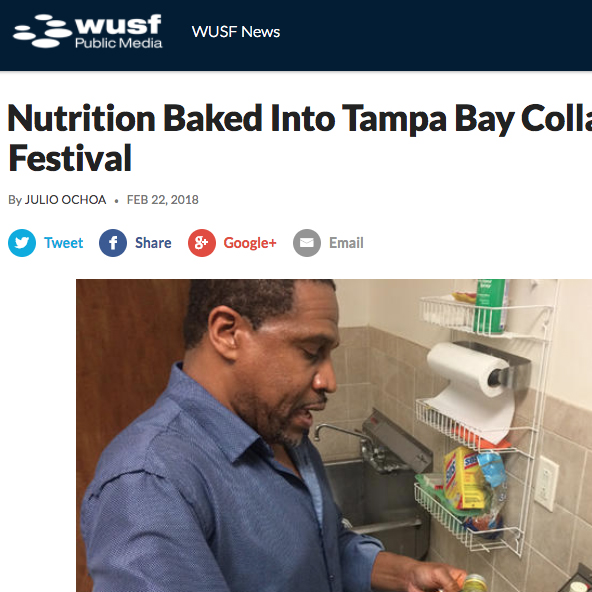 wusf
Public Media
WUSF News
Nutrition Baked Into Tampa Bay Colla
Festival
By JULIO OCHOA • FEB 22, 2018
Tweet
Share
Google+
Email